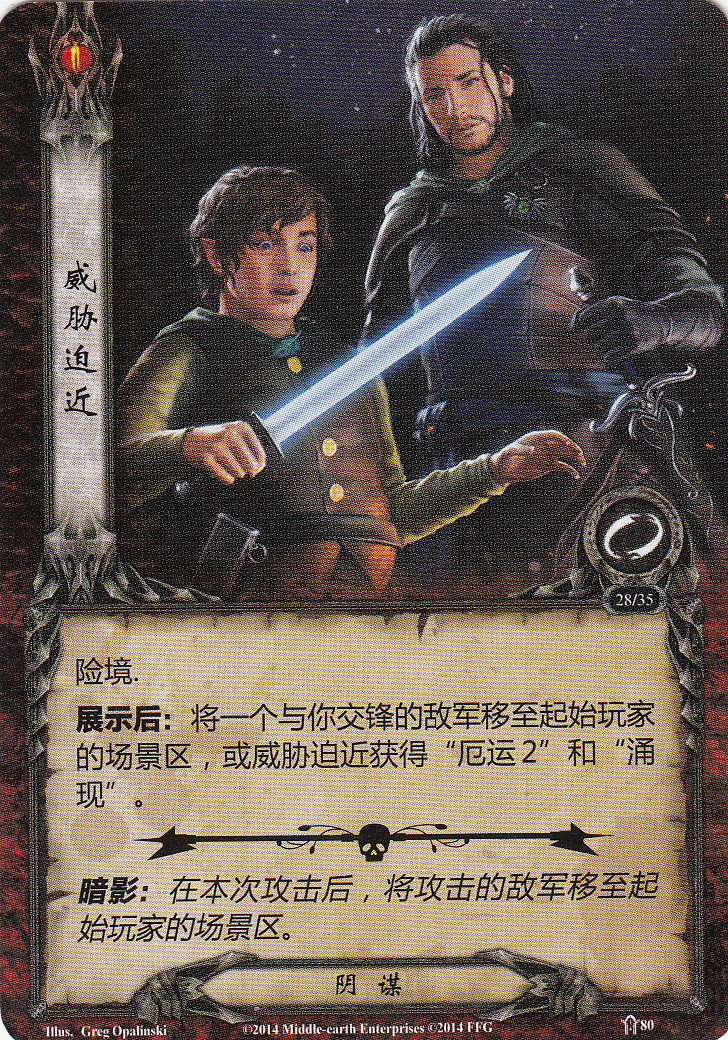 威胁迫近
28/35
险境.
展示后：将一个与你交锋的敌军移至起始玩家
的场景区，或威胁迫近获得“厄运2”和“涌
现”。
暗影：在本次攻击后，将攻击的敌军移至起
始玩家的场景区。
阴谋
Illus. Greg Opalinski
©2014 Middle-earth Enterprises ©2014 FFG
80